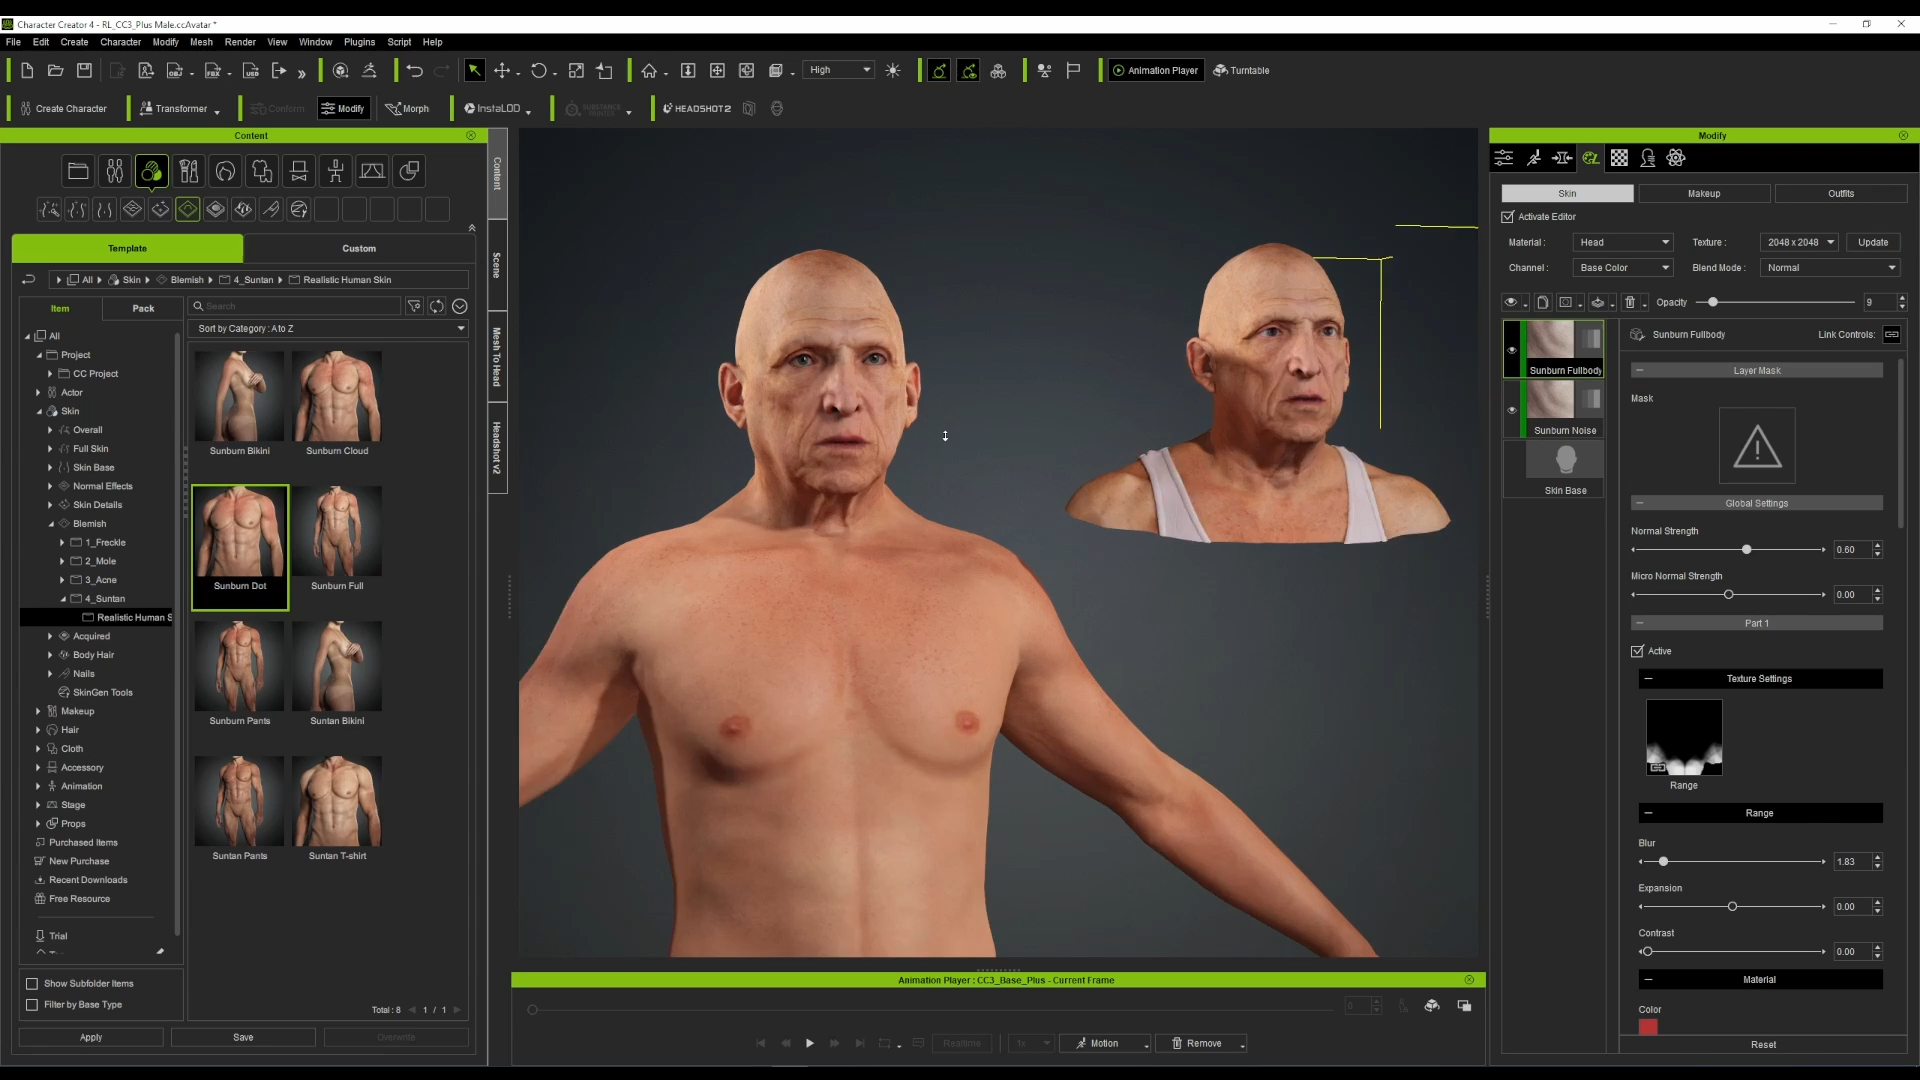 Character Creator 4 - RL_CC3_Plus Male.ccAvatar *
File Edit Create Character Modify Mesh Render View Window Plugins Script Help
OBJ FBX USD High Animation Player Turntable
Create Character Transformer Conform Modify Morph InstaLOD SUBSTANCE PAINTER HEADSHOT2
Content
Template Custom
All Skin Blemish 4_Suntan Realistic Human Skin
Item Pack Search
Sort by Category : A to Z
All
Project
CC Project
Actor
Skin
Overall
Full Skin
Skin Base
Normal Effects
Skin Details
Blemish
1_Freckle
2_Mole
3_Acne
4_Suntan
Realistic Human S
Acquired
Body Hair
Nails
SkinGen Tools
Makeup
Hair
Cloth
Accessory
Animation
Stage
Props
Purchased Items
New Purchase
Recent Downloads
Free Resource
Trial
Show Subfolder Items
Filter by Base Type
Sunburn Bikini Sunburn Cloud
Sunburn Dot Sunburn Full
Sunburn Pants Suntan Bikini
Suntan Pants Suntan T-shirt
Total : 8 1 / 1
Apply Save Overwrite
Content
Scene
Mesh To Head
Headshot v2
Animation Player : CC3_Base_Plus - Current Frame
Realtime 1x Motion Remove
Modify
Skin Makeup Outfits
Activate Editor
Material : Head Texture : 2048 x 2048 Update
Channel : Base Color Blend Mode : Normal
Opacity 9
Sunburn Fullbody
Sunburn Noise
Skin Base
Sunburn Fullbody Link Controls:
Layer Mask
Mask
Global Settings
Normal Strength
0.60
Micro Normal Strength
0.00
Part 1
Active
Texture Settings
Range
Range
Blur
1.83
Expansion
0.00
Contrast
0.00
Material
Color
Reset